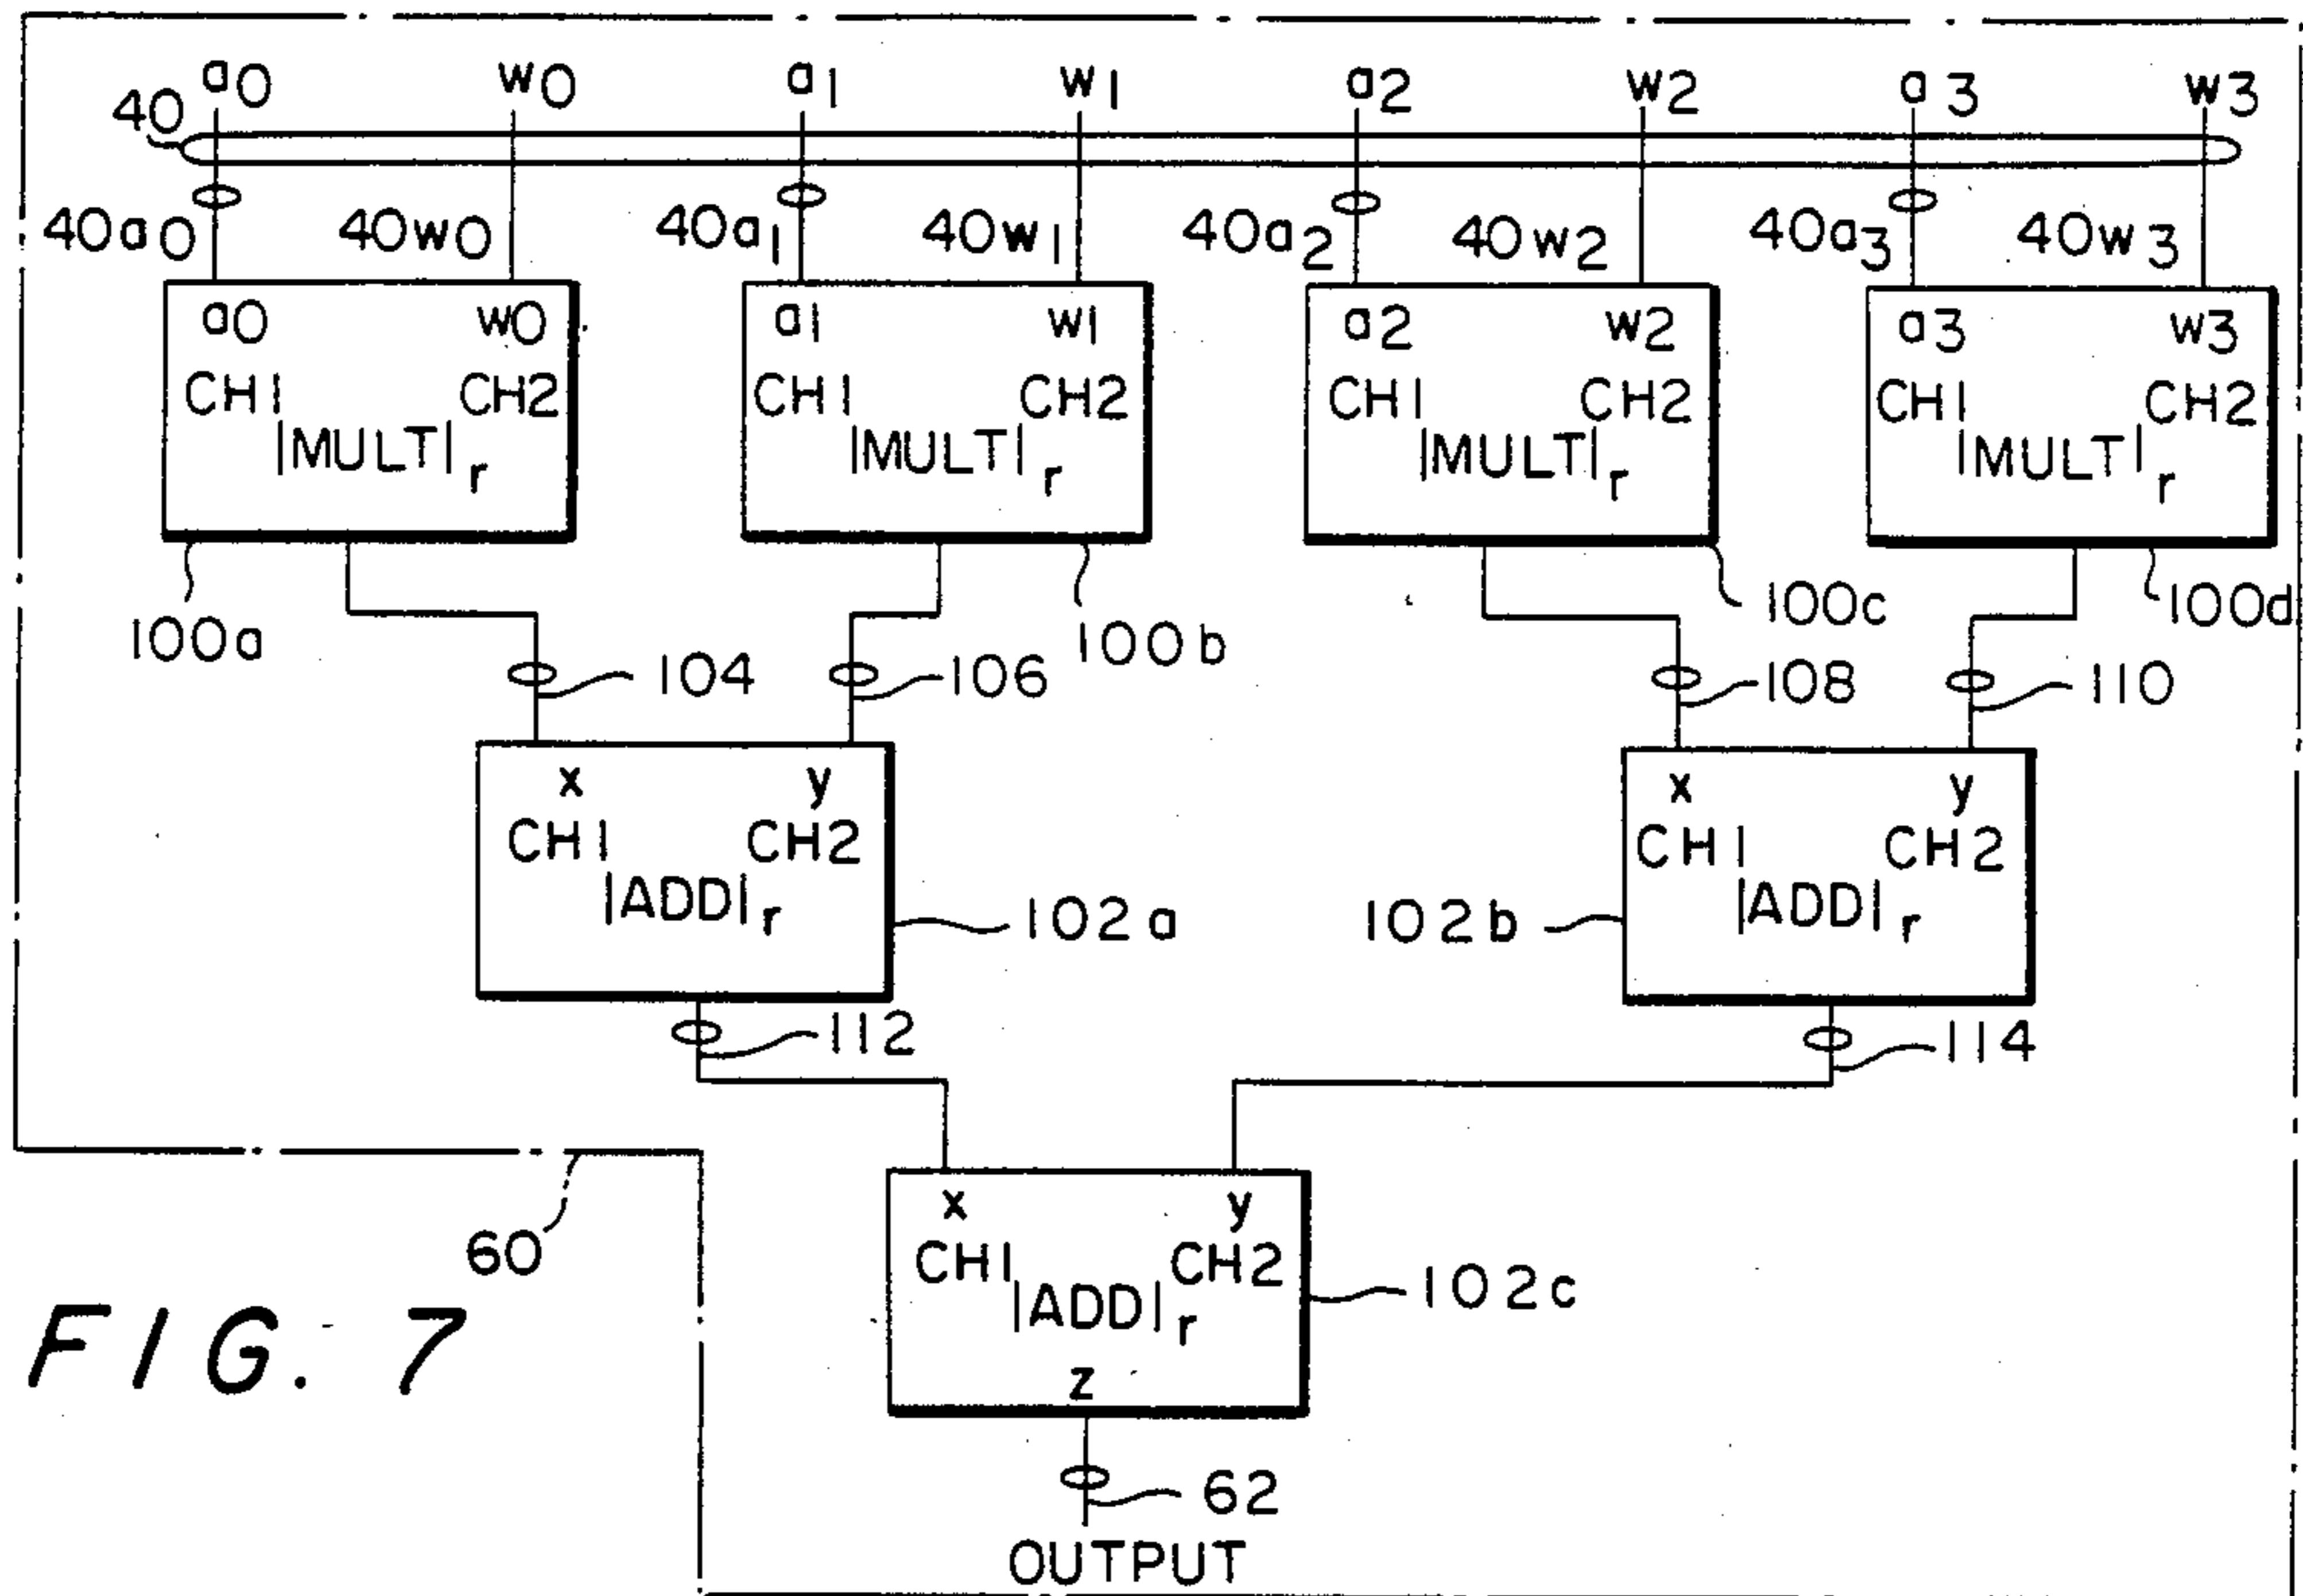 a0 w0 a1 w1 a2 w2 a3 w3
40
40a0 40w0 40a1 40w1 40a2 40w2 40a3 40w3
a0 w0 a1 w1 a2 w2 a3 w3
CH1 CH2 CH1 CH2 CH1 CH2 CH1 CH2
|MULT|r |MULT|r |MULT|r |MULT|r
100a 100b 100c 100d
104 106 108 110
x y x y
CH1 CH2 CH1 CH2
|ADD|r 102a 102b |ADD|r
112 114
x y
60 CH1 CH2
|ADD|r 102c
z
FIG. 7
62
OUTPUT